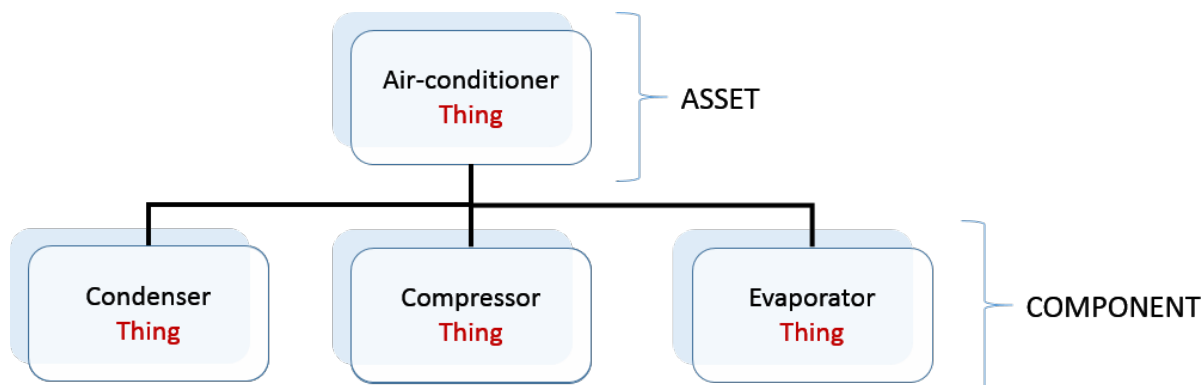 Air-conditioner
Thing
ASSET
Condenser
Thing
Compressor
Thing
Evaporator
Thing
COMPONENT